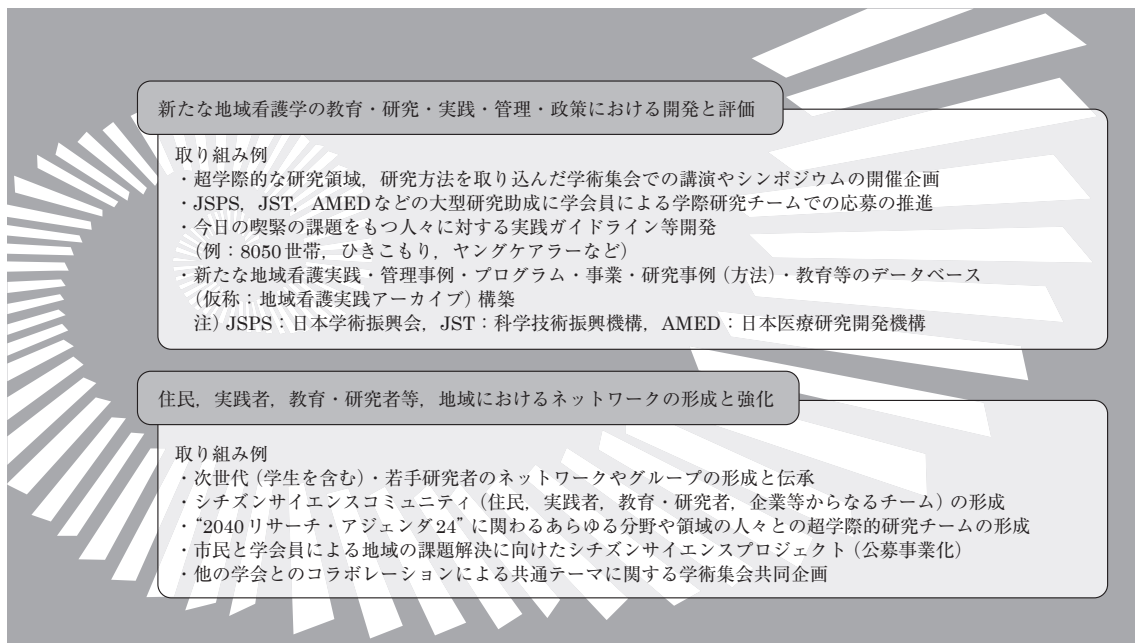 新たな地域看護学の教育・研究・実践・管理・政策における開発と評価
取り組み例
・超学際的な研究領域，研究方法を取り込んだ学術集会での講演やシンポジウムの開催企画
・JSPS，JST，AMEDなどの大型研究助成に学会員による学際研究チームでの応募の推進
・今日の喫緊の課題をもつ人々に対する実践ガイドライン等開発
（例：8050世帯，ひきこもり，ヤングケアラーなど）
・新たな地域看護実践・管理事例・プログラム・事業・研究事例（方法）・教育等のデータベース
（仮称：地域看護実践アーカイブ）構築
注）JSPS：日本学術振興会，JST：科学技術振興機構，AMED：日本医療研究開発機構
住民，実践者，教育・研究者等，地域におけるネットワークの形成と強化
取り組み例
・次世代（学生を含む）・若手研究者のネットワークやグループの形成と伝承
・シチズンサイエンスコミュニティ（住民，実践者，教育・研究者，企業等からなるチーム）の形成
・“2040リサーチ・アジェンダ24”に関わるあらゆる分野や領域の人々との超学際的研究チームの形成
・市民と学会員による地域の課題解決に向けたシチズンサイエンスプロジェクト（公募事業化）
・他の学会とのコラボレーションによる共通テーマに関する学術集会共同企画